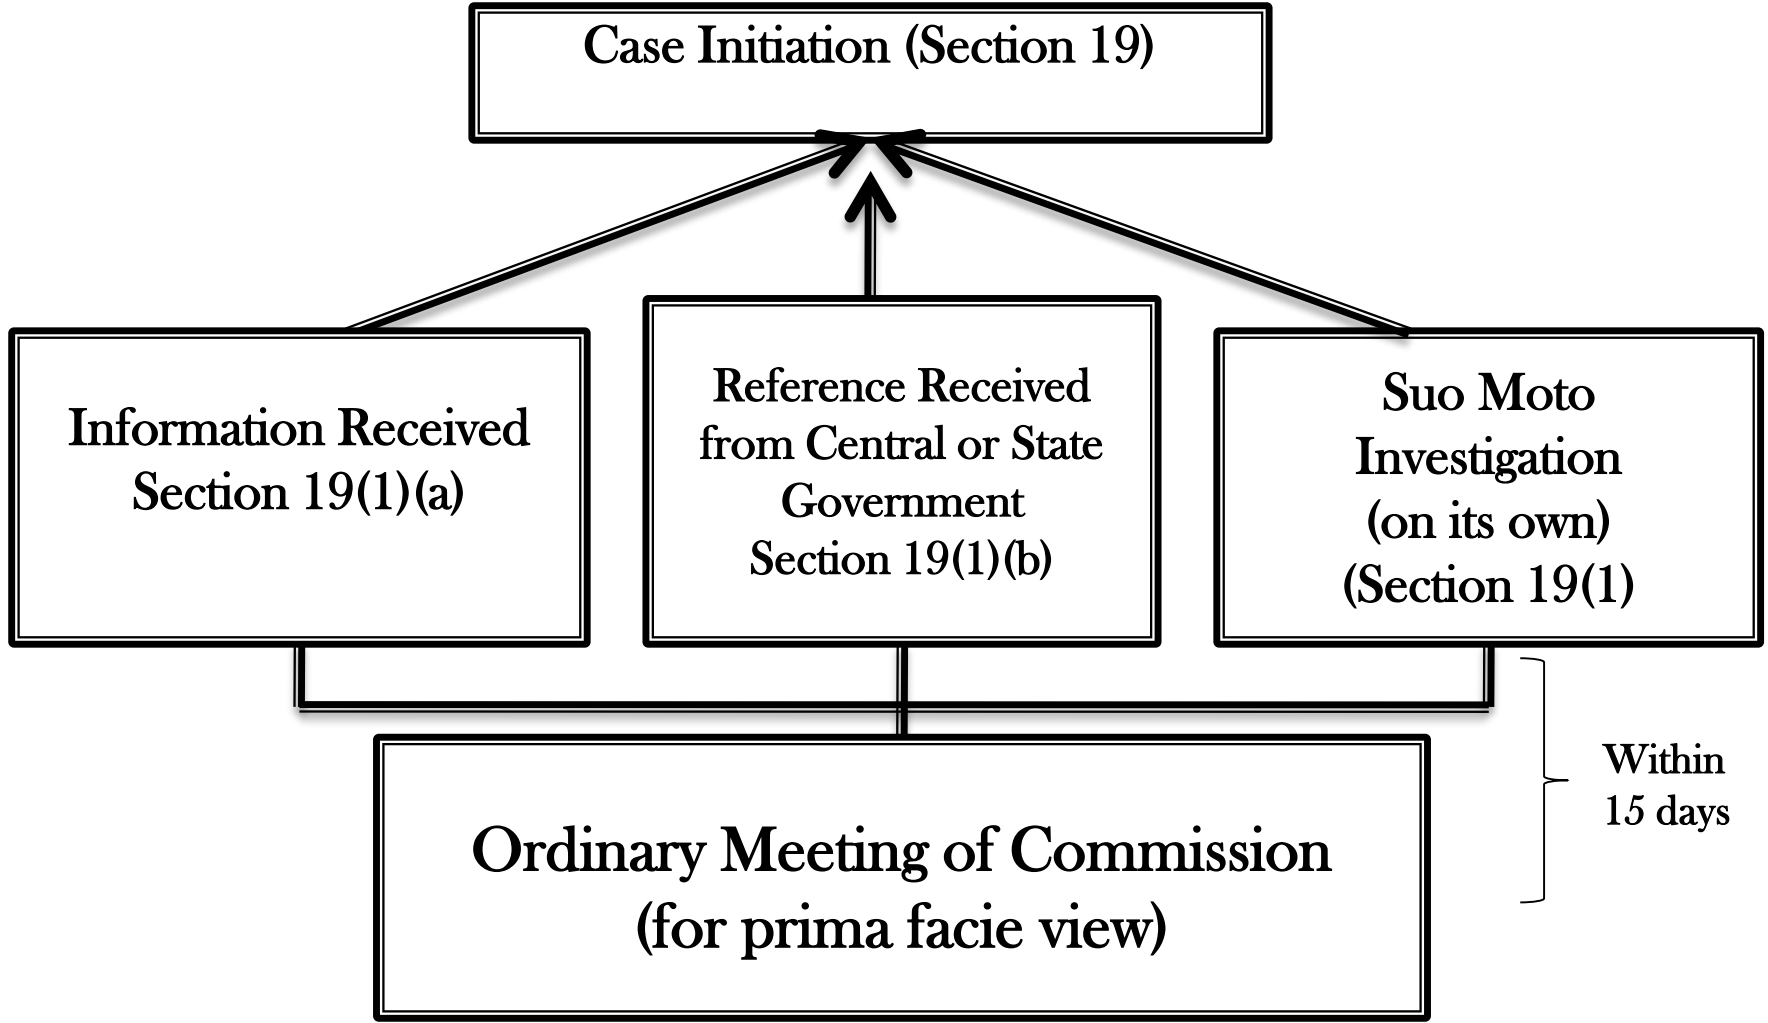 Case Initiation (Section 19)
Information Received
Section 19(1)(a)
Reference Received
from Central or State
Government
Section 19(1)(b)
Suo Moto
Investigation
(on its own)
(Section 19(1)
Within
15 days
Ordinary Meeting of Commission
(for prima facie view)